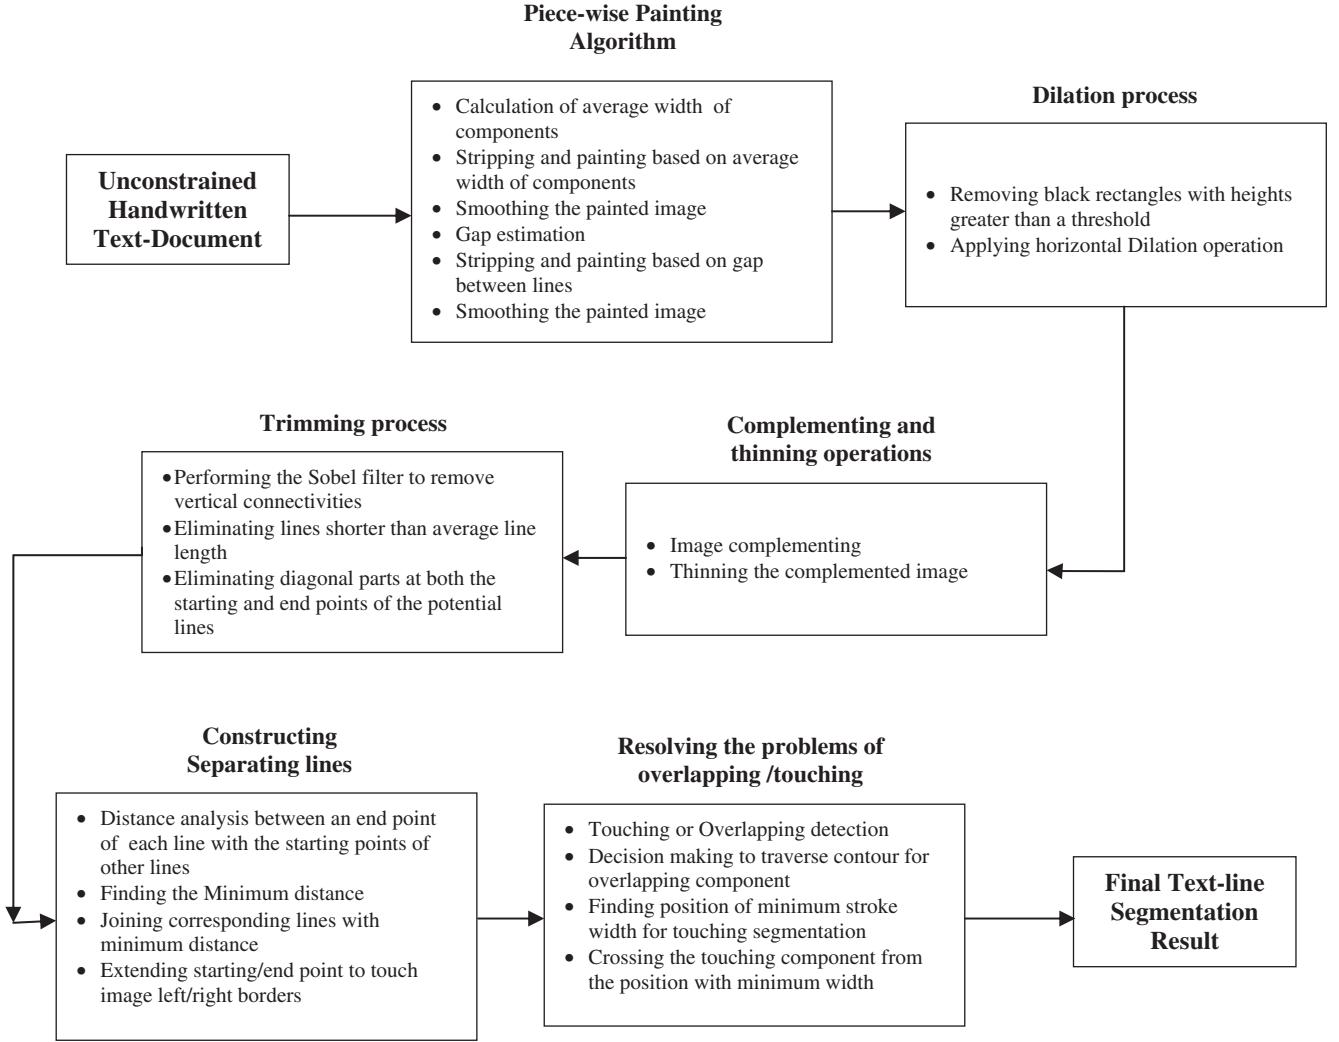 Piece-wise Painting
Algorithm
• Calculation of average width of
components
• Stripping and painting based on average
width of components
• Smoothing the painted image
• Gap estimation
• Stripping and painting based on gap
between lines
• Smoothing the painted image
Dilation process
• Removing black rectangles with heights
greater than a threshold
• Applying horizontal Dilation operation
Unconstrained
Handwritten
Text-Document
Complementing and
thinning operations
• Image complementing
• Thinning the complemented image
Trimming process
• Performing the Sobel filter to remove
vertical connectivities
• Eliminating lines shorter than average line
length
• Eliminating diagonal parts at both the
starting and end points of the potential
lines
Constructing
Separating lines
• Distance analysis between an end point
of each line with the starting points of
other lines
• Finding the Minimum distance
• Joining corresponding lines with
minimum distance
• Extending starting/end point to touch
image left/right borders
Resolving the problems of
overlapping /touching
• Touching or Overlapping detection
• Decision making to traverse contour for
overlapping component
• Finding position of minimum stroke
width for touching segmentation
• Crossing the touching component from
the position with minimum width
Final Text-line
Segmentation
Result